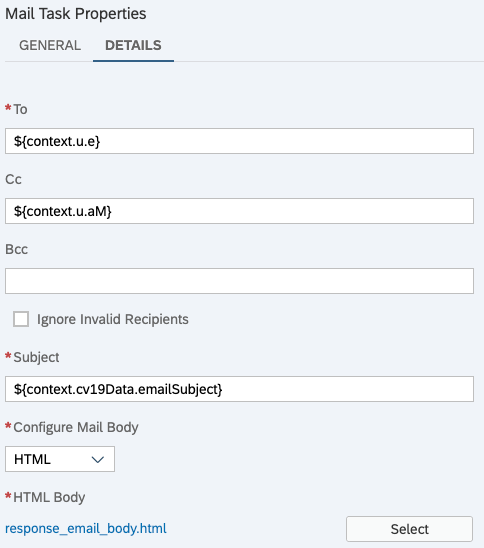 Mail Task Properties
GENERAL DETAILS
*To
${context.u.e}
Cc
${context.u.aM}
Bcc
Ignore Invalid Recipients
*Subject
${context.cv19Data.emailSubject}
*Configure Mail Body
HTML
*HTML Body
response_email_body.html Select